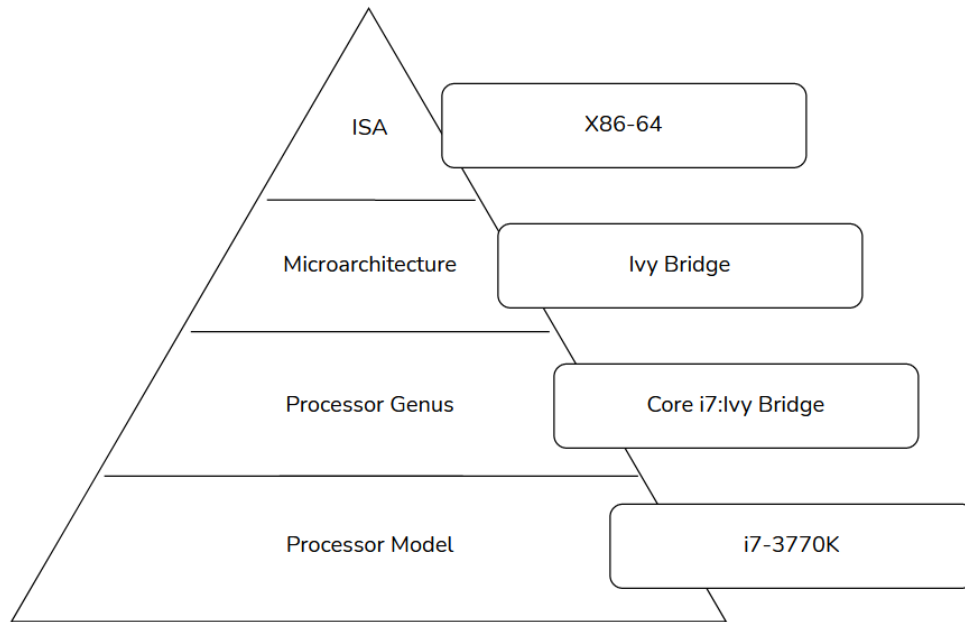 ISA
X86-64
Microarchitecture
Ivy Bridge
Processor Genus
Core i7:Ivy Bridge
Processor Model
i7-3770K